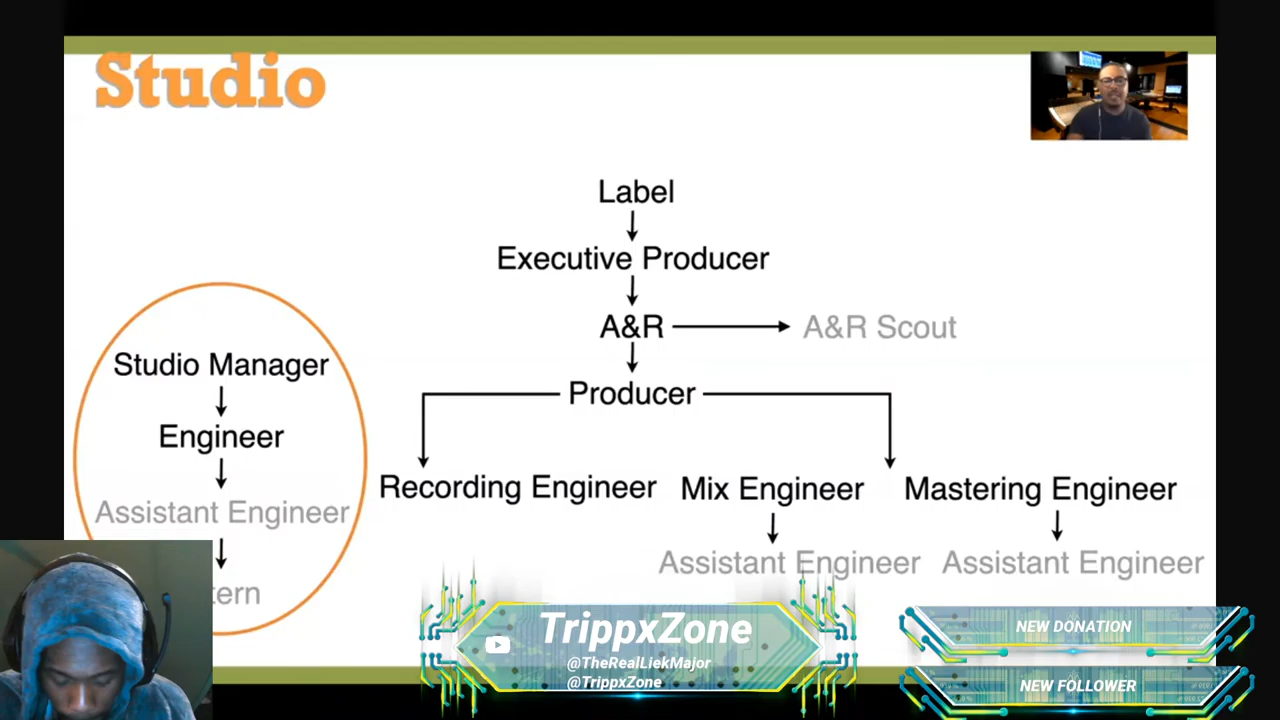 Studio
Label
Executive Producer
A&R
A&R Scout
Studio Manager
Producer
Engineer
Recording Engineer
Mix Engineer
Mastering Engineer
Assistant Engineer
Assistant Engineer
Assistant Engineer
tern
TrippxZone
@TheRealLiekMajor
@TrippxZone
NEW DONATION
NEW FOLLOWER